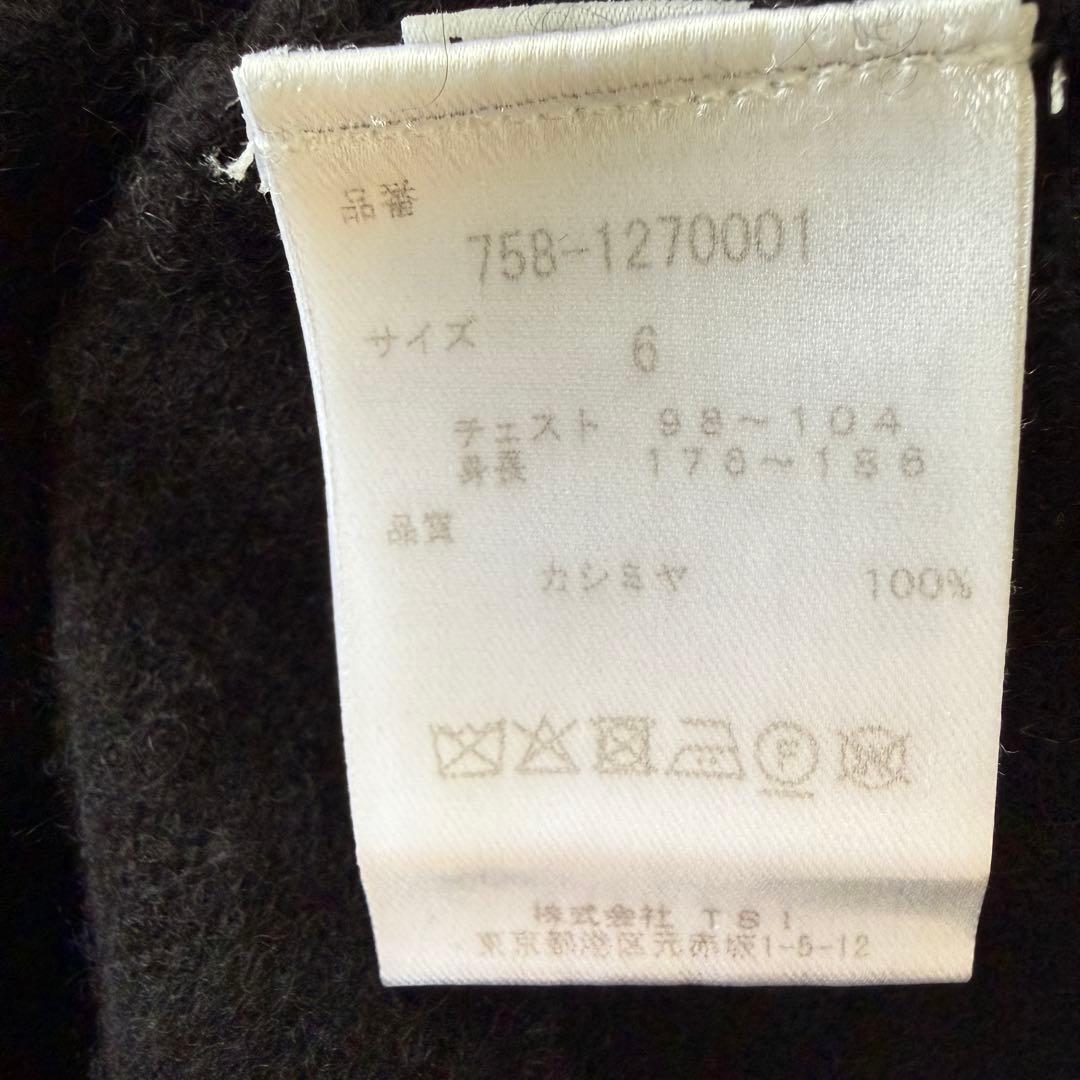 品番
758-1270001
サイズ 6
チェスト 98～104
身長 176～186
品質
カシミヤ 100%
株式会社 TSI
東京都港区元赤坂1-5-12